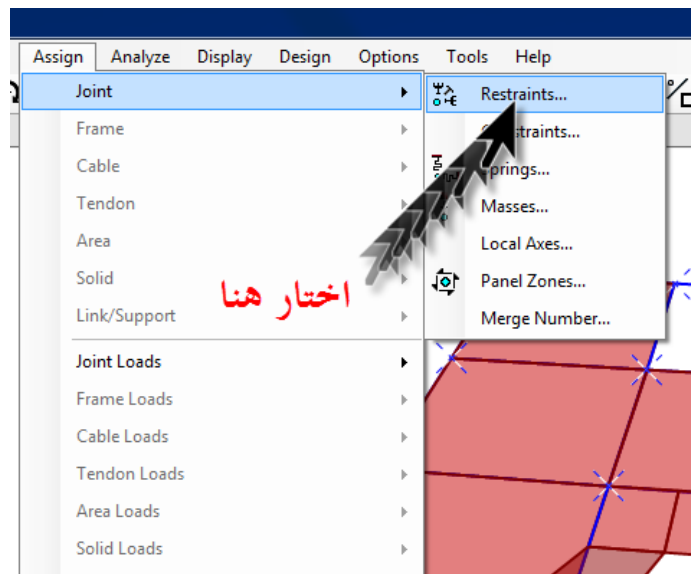 Assign Analyze Display Design Options Tools Help
Joint
Frame
Cable
Tendon
Area
Solid
Link/Support
Joint Loads
Frame Loads
Cable Loads
Tendon Loads
Area Loads
Solid Loads
Restraints...
Springs...
Masses...
Local Axes...
Panel Zones...
Merge Number...
اختار هنا